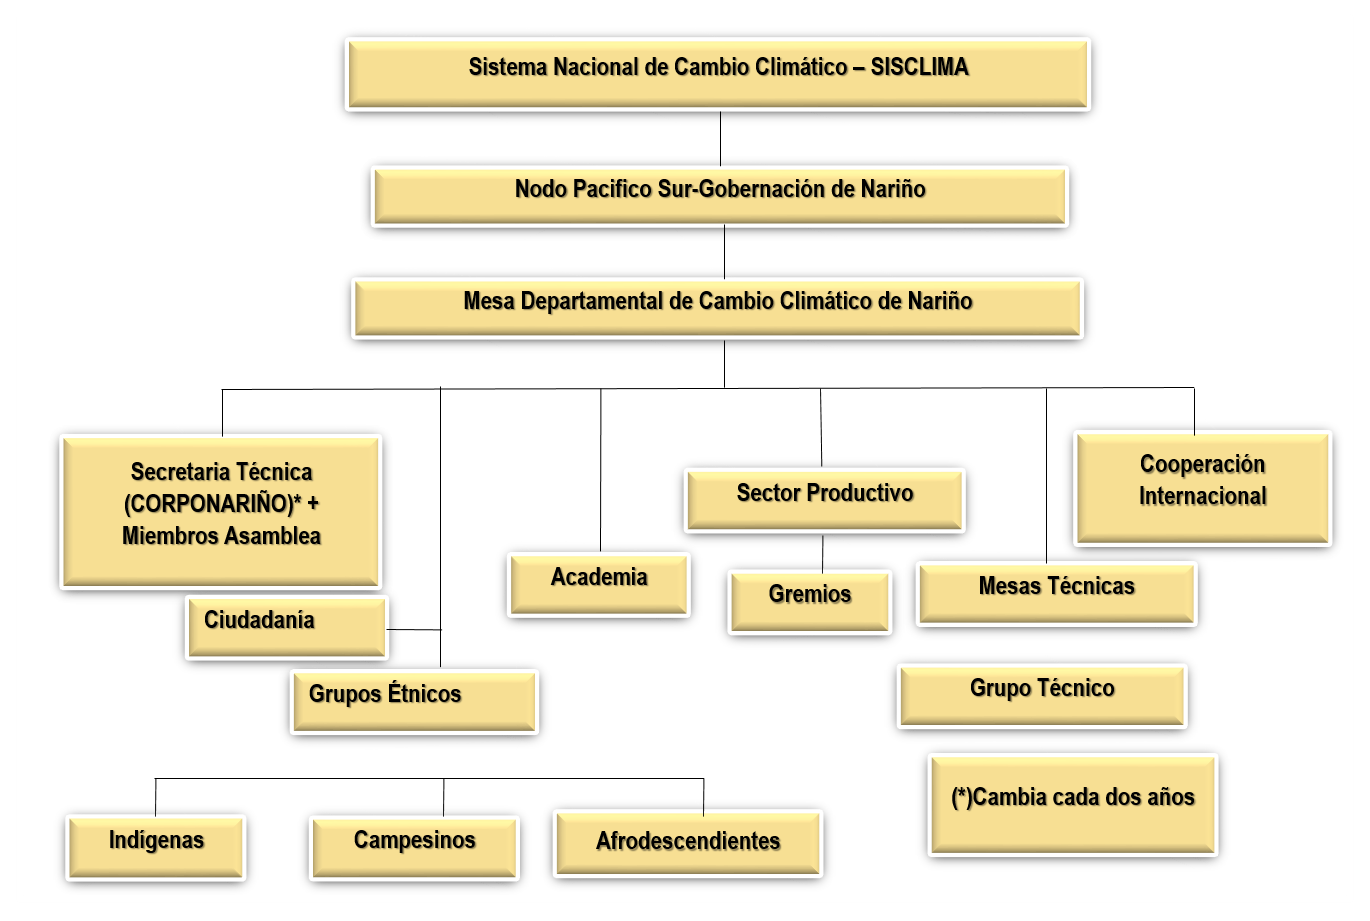 Sistema Nacional de Cambio Climático – SISCLIMA
Nodo Pacifico Sur-Gobernación de Nariño
Mesa Departamental de Cambio Climático de Nariño
Secretaria Técnica
(CORPONARIÑO)* +
Miembros Asamblea
Cooperación
Internacional
Sector Productivo
Academia
Gremios
Mesas Técnicas
Ciudadanía
Grupos Étnicos
Grupo Técnico
(*)Cambia cada dos años
Indígenas
Campesinos
Afrodescendientes